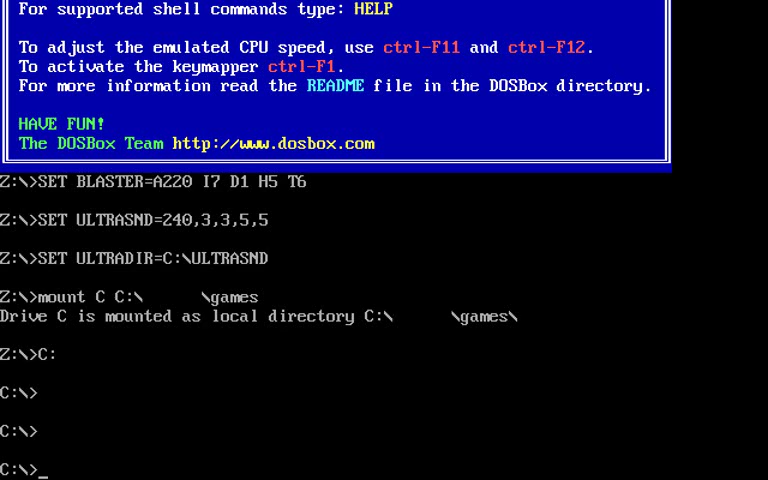 For supported shell commands type: HELP
To adjust the emulated CPU speed, use ctrl-F11 and ctrl-F12.
To activate the keymapper ctrl-F1.
For more information read the README file in the DOSBox directory.
HAVE FUN!
The DOSBox Team http://www.dosbox.com
Z:\>SET BLASTER=A220 I7 D1 H5 T6
Z:\>SET ULTRASND=240,3,3,5,5
Z:\>SET ULTRADIR=C:\ULTRASND
Z:\>mount C C:\      \games
Drive C is mounted as local directory C:\      \games\
Z:\>C:
C:\>
C:\>
C:\>_